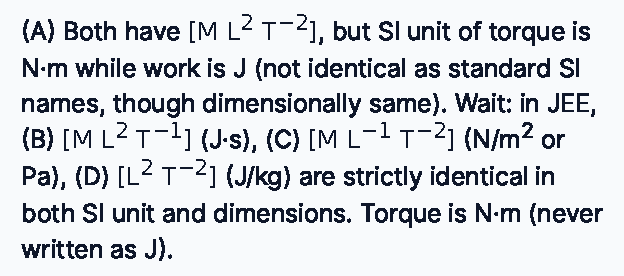 (A) Both have [M L² T⁻²], but SI unit of torque is
N·m while work is J (not identical as standard SI
names, though dimensionally same). Wait: in JEE,
(B) [M L² T⁻¹] (J·s), (C) [M L⁻¹ T⁻²] (N/m² or
Pa), (D) [L² T⁻²] (J/kg) are strictly identical in
both SI unit and dimensions. Torque is N·m (never
written as J).